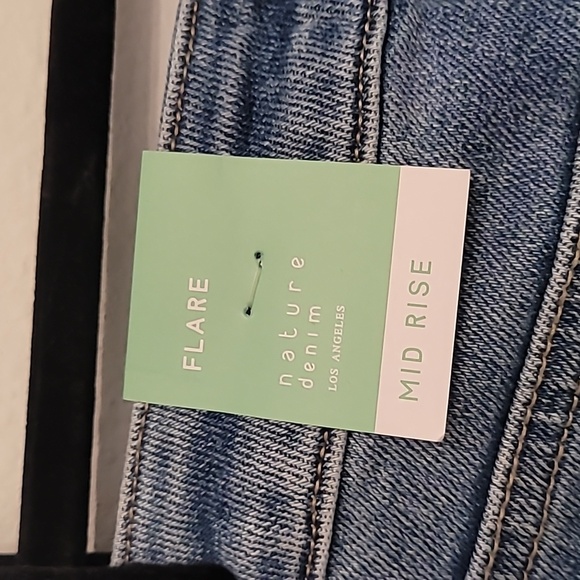 FLARE
nature
denim
LOS ANGELES
MID RISE